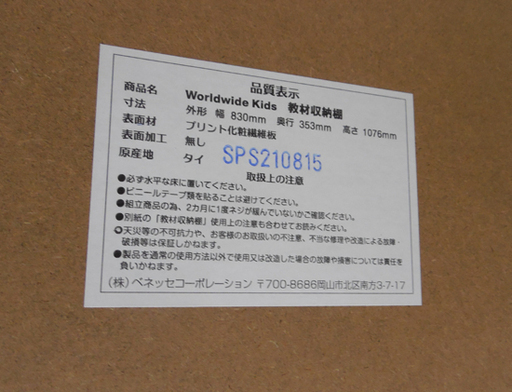 品質表示
商品名 Worldwide Kids 教材収納棚
寸法 外形 幅 830mm 奥行 353mm 高さ 1076mm
表面材 プリント化粧繊維板
表面加工 無し
原産地 タイ SPS210815
取扱上の注意
●必ず水平な床に置いてください。
●ビニールテープ類を貼ることは避けてください。
●組立商品の為、2カ月に1度ネジが緩んでいないかご確認ください。
●別紙の「教材収納棚」使用上の注意も合わせてお読みください。
○天災等の不可抗力や、お客様のお取扱いの不注意、不当な修理や改造による故障・
破損等は保証しかねます。
●製品を通常の使用方法以外で使用又は改造した場合の故障や損害については責任を
負いかねます。
(株) ベネッセコーポレーション 〒700-8686岡山市北区南方3-7-17